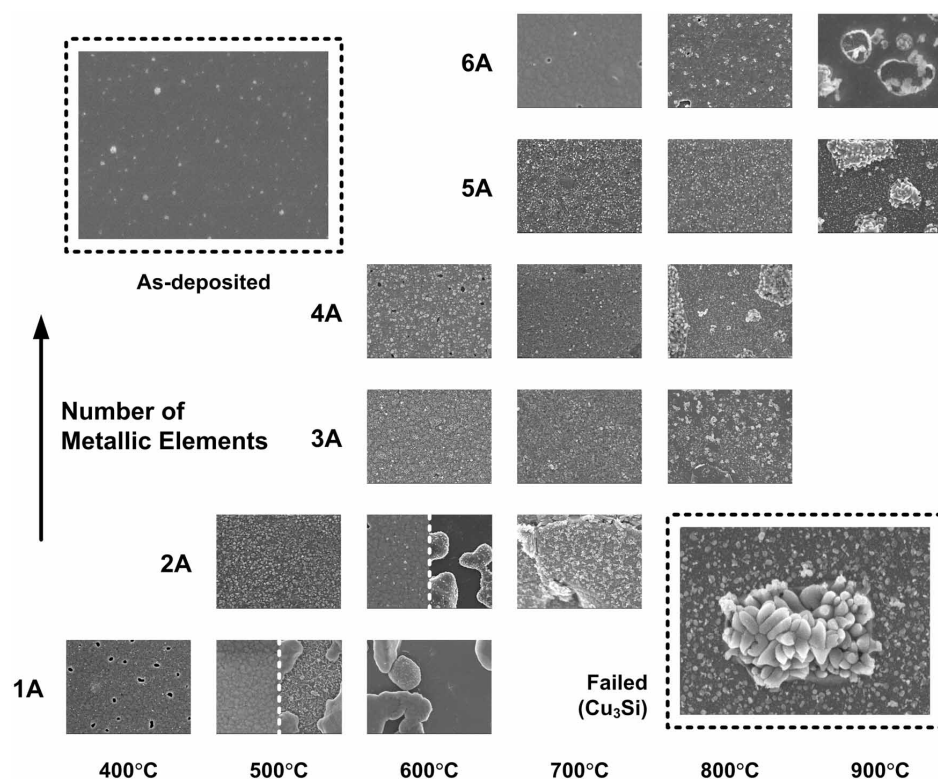 6A
5A
As-deposited
4A
Number of
Metallic Elements
3A
2A
1A
Failed
(Cu₃Si)
400°C 500°C 600°C 700°C 800°C 900°C